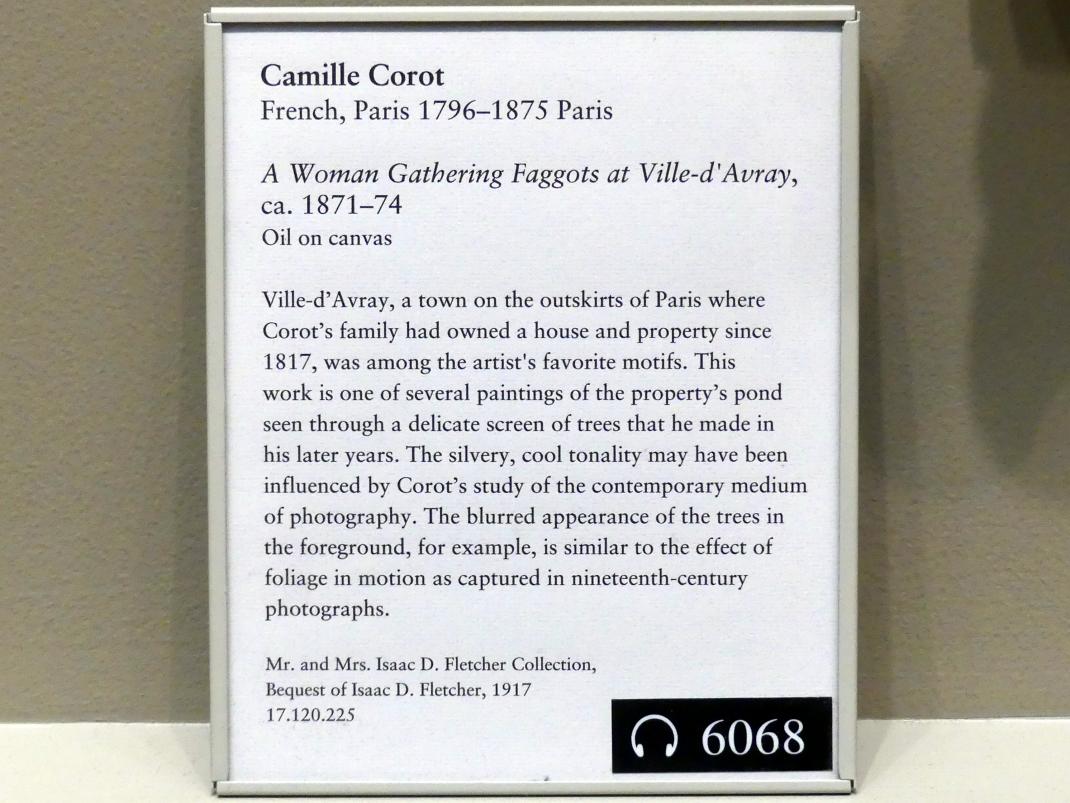 Camille Corot
French, Paris 1796–1875 Paris
A Woman Gathering Faggots at Ville-d'Avray,
ca. 1871–74
Oil on canvas
Ville-d’Avray, a town on the outskirts of Paris where
Corot’s family had owned a house and property since
1817, was among the artist's favorite motifs. This
work is one of several paintings of the property’s pond
seen through a delicate screen of trees that he made in
his later years. The silvery, cool tonality may have been
influenced by Corot’s study of the contemporary medium
of photography. The blurred appearance of the trees in
the foreground, for example, is similar to the effect of
foliage in motion as captured in nineteenth-century
photographs.
Mr. and Mrs. Isaac D. Fletcher Collection,
Bequest of Isaac D. Fletcher, 1917
17.120.225
6068